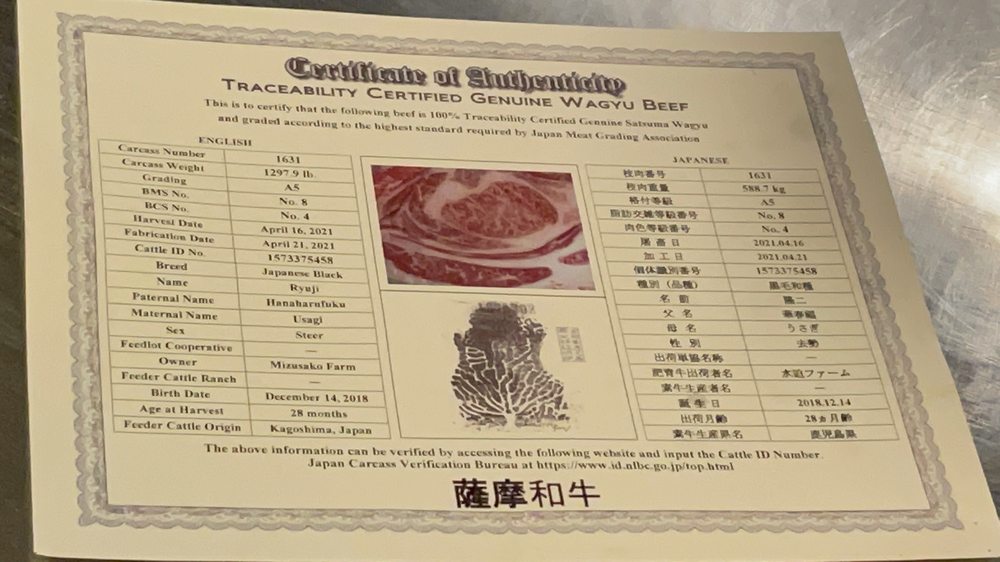 Certificate of Authenticity
TRACEABILITY CERTIFIED GENUINE WAGYU BEEF
This is to certify that the following beef is 100% Traceability Certified Genuine Satsuma Wagyu
and graded according to the highest standard required by Japan Meat Grading Association
ENGLISH
Carcass Number 1631
Carcass Weight 1297.9 lb.
Grading A5
BMS No. No. 8
BCS No. No. 4
Harvest Date April 16, 2021
Fabrication Date April 21, 2021
Cattle ID No. 1573375458
Breed Japanese Black
Name Ryuji
Paternal Name Hanaharufuku
Maternal Name Usagi
Sex Steer
Feedlot Cooperative —
Owner Mizusako Farm
Feeder Cattle Ranch —
Birth Date December 14, 2018
Age at Harvest 28 months
Feeder Cattle Origin Kagoshima, Japan
JAPANESE
枝肉番号 1631
枝肉重量 588.7 kg
格付等級 A5
脂肪交雑等級番号 No. 8
肉色等級番号 No. 4
屠畜日 2021.04.16
加工日 2021.04.21
個体識別番号 1573375458
種別（品種） 黒毛和種
名前 隆二
父名 華春福
母名 うさぎ
性別 去勢
出荷単協名称 —
肥育牛出荷者名 水迫ファーム
素牛生産者名 —
誕生日 2018.12.14
出荷月齢 28ヵ月齢
素牛生産県名 鹿児島県
The above information can be verified by accessing the following website and input the Cattle ID Number.
Japan Carcass Verification Bureau at https://www.id.nlbc.go.jp/top.html
薩摩和牛